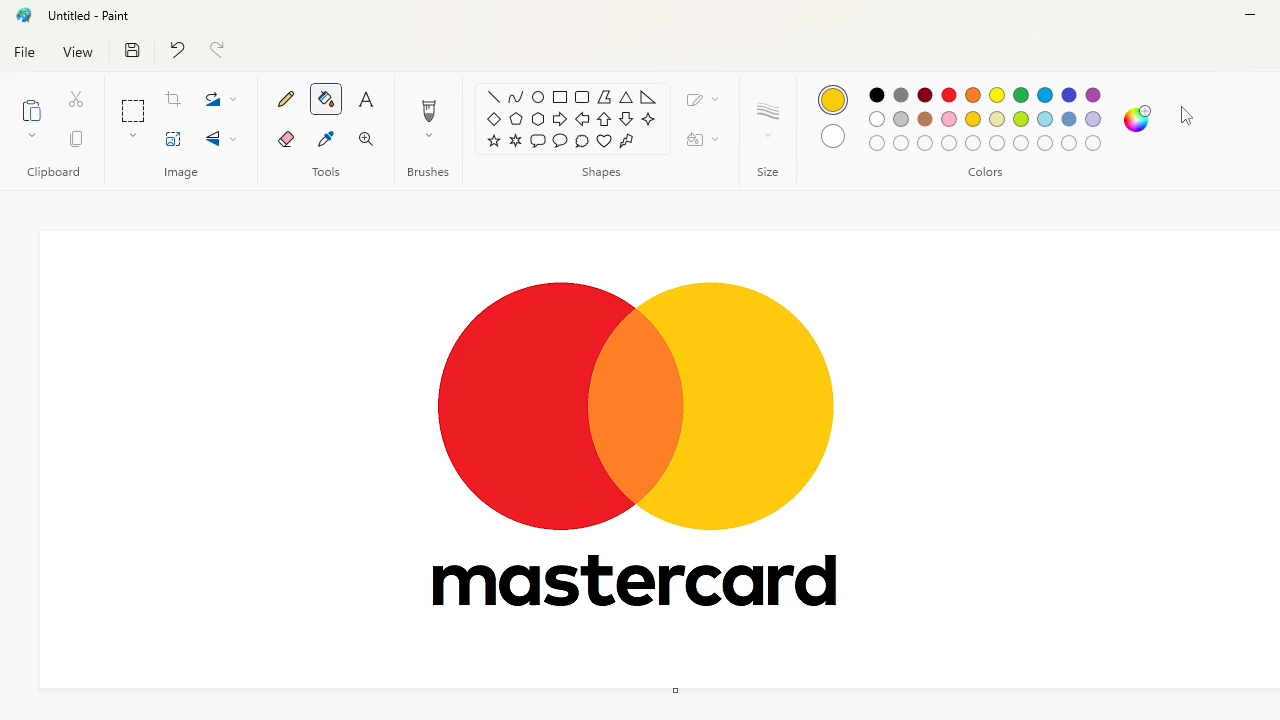 Untitled - Paint
File View
A
Clipboard Image Tools Brushes Shapes Size Colors
mastercard